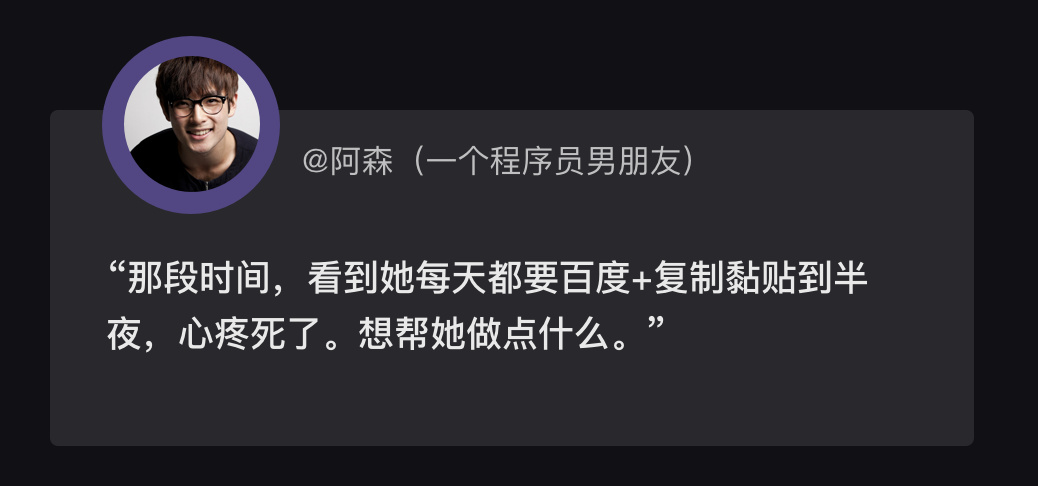 @阿森（一个程序员男朋友）
“那段时间，看到她每天都要百度+复制黏贴到半
夜，心疼死了。想帮她做点什么。”